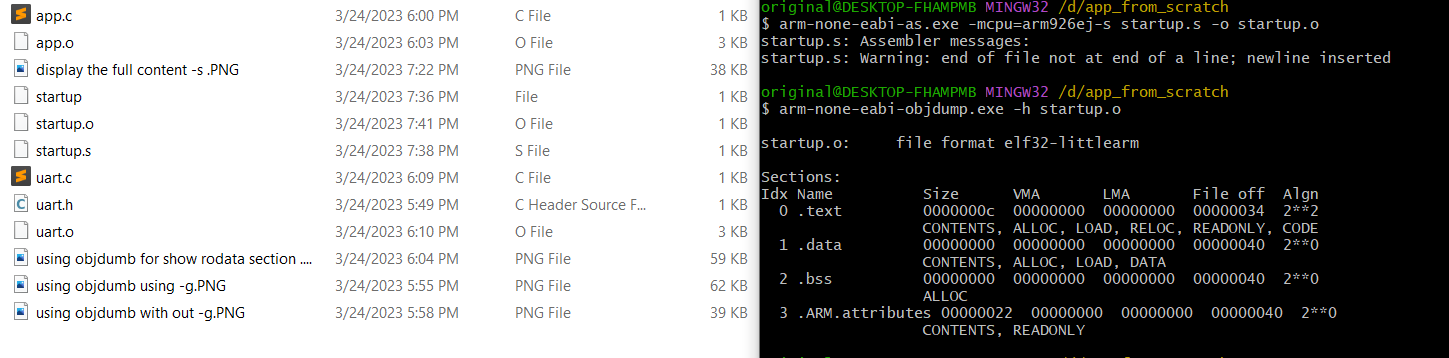 app.c 3/24/2023 6:00 PM C File 1 KB
app.o 3/24/2023 6:03 PM O File 3 KB
display the full content -s .PNG 3/24/2023 7:22 PM PNG File 38 KB
startup 3/24/2023 7:36 PM File 1 KB
startup.o 3/24/2023 7:41 PM O File 1 KB
startup.s 3/24/2023 7:38 PM S File 1 KB
uart.c 3/24/2023 6:09 PM C File 1 KB
uart.h 3/24/2023 5:49 PM C Header Source F... 1 KB
uart.o 3/24/2023 6:10 PM O File 3 KB
using objdumb for show rodata section .... 3/24/2023 6:04 PM PNG File 59 KB
using objdumb using -g.PNG 3/24/2023 5:55 PM PNG File 62 KB
using objdumb with out -g.PNG 3/24/2023 5:58 PM PNG File 39 KB
original@DESKTOP-FHAMPMB MINGW32 /d/app_from_scratch
$ arm-none-eabi-as.exe -mcpu=arm926ej-s startup.s -o startup.o
startup.s: Assembler messages:
startup.s: Warning: end of file not at end of a line; newline inserted
original@DESKTOP-FHAMPMB MINGW32 /d/app_from_scratch
$ arm-none-eabi-objdump.exe -h startup.o
startup.o: file format elf32-littlearm
Sections:
Idx Name Size VMA LMA File off Algn
0 .text 0000000c 00000000 00000000 00000034 2**2
CONTENTS, ALLOC, LOAD, RELOC, READONLY, CODE
1 .data 00000000 00000000 00000000 00000040 2**0
CONTENTS, ALLOC, LOAD, DATA
2 .bss 00000000 00000000 00000000 00000040 2**0
ALLOC
3 .ARM.attributes 00000022 00000000 00000000 00000040 2**0
CONTENTS, READONLY